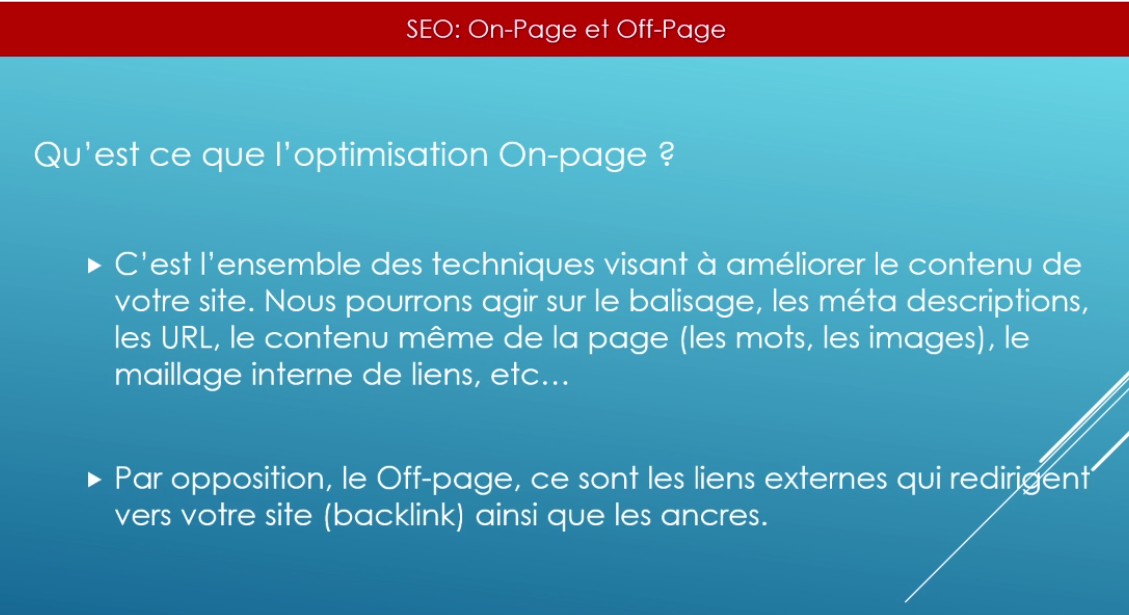 SEO: On-Page et Off-Page
Qu’est ce que l’optimisation On-page ?
C’est l’ensemble des techniques visant à améliorer le contenu de
votre site. Nous pourrons agir sur le balisage, les méta descriptions,
les URL, le contenu même de la page (les mots, les images), le
maillage interne de liens, etc…
Par opposition, le Off-page, ce sont les liens externes qui redirigent
vers votre site (backlink) ainsi que les ancres.